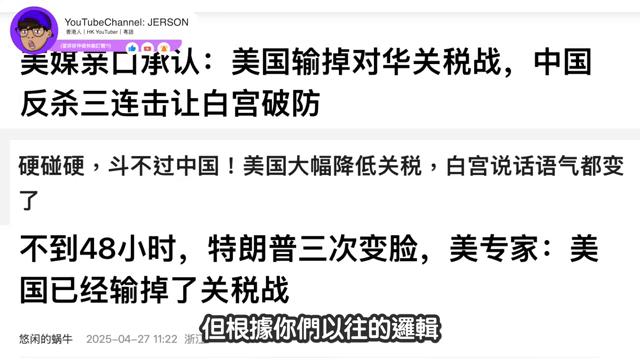 YouTubeChannel: JERSON
香港人 | HK YouTuber | 粵語
美媒亲口承认：美国输掉对华关税战，中国
反杀三连击让白宫破防
硬碰硬，斗不过中国！美国大幅降低关税，白宫说话语气都变
了
不到48小时，特朗普三次变脸，美专家：美
国已经输掉了关税战
悠闲的蜗牛 2025-04-27 11:22 浙江
但根據你們以往的邏輯